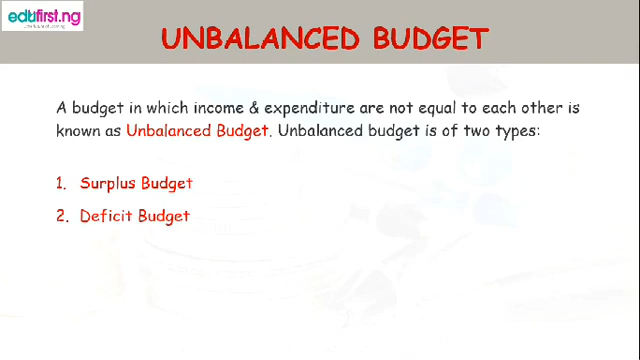 edufirst.ng
UNBALANCED BUDGET
A budget in which income & expenditure are not equal to each other is
known as Unbalanced Budget. Unbalanced budget is of two types:
1. Surplus Budget
2. Deficit Budget